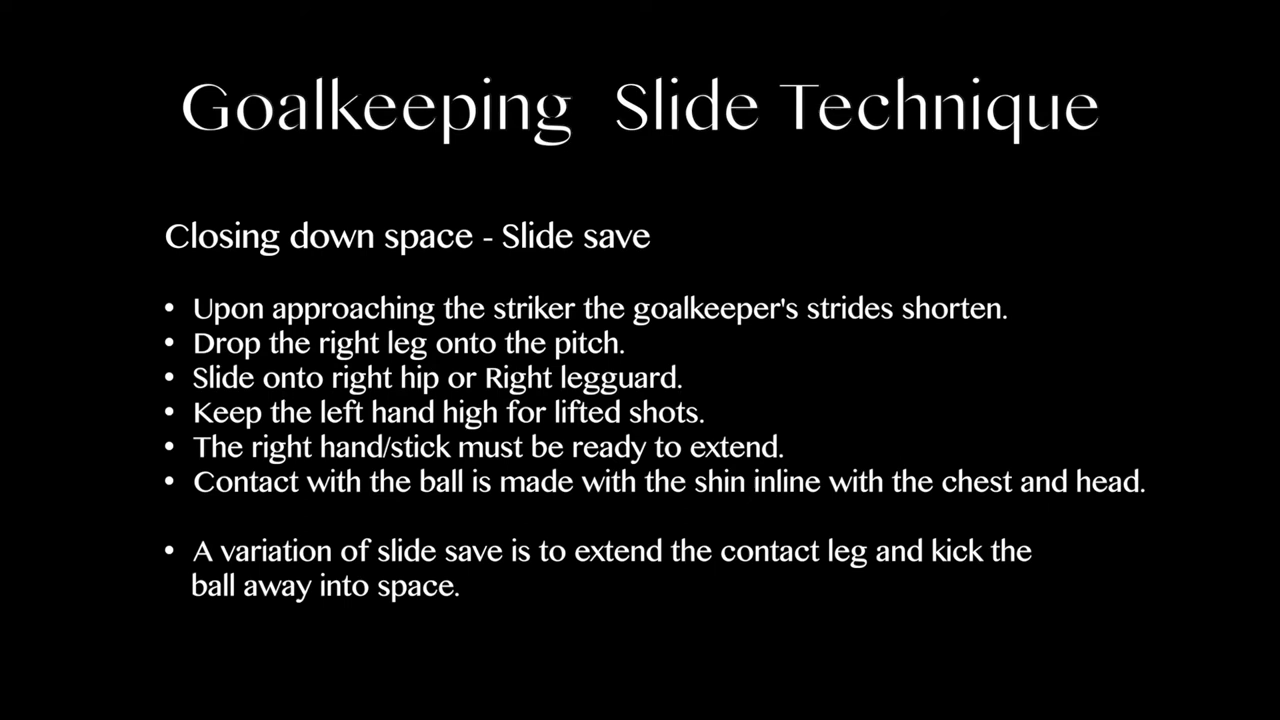 Goalkeeping Slide Technique
Closing down space - Slide save
• Upon approaching the striker the goalkeeper's strides shorten.
• Drop the right leg onto the pitch.
• Slide onto right hip or Right legguard.
• Keep the left hand high for lifted shots.
• The right hand/stick must be ready to extend.
• Contact with the ball is made with the shin inline with the chest and head.
• A variation of slide save is to extend the contact leg and kick the
ball away into space.